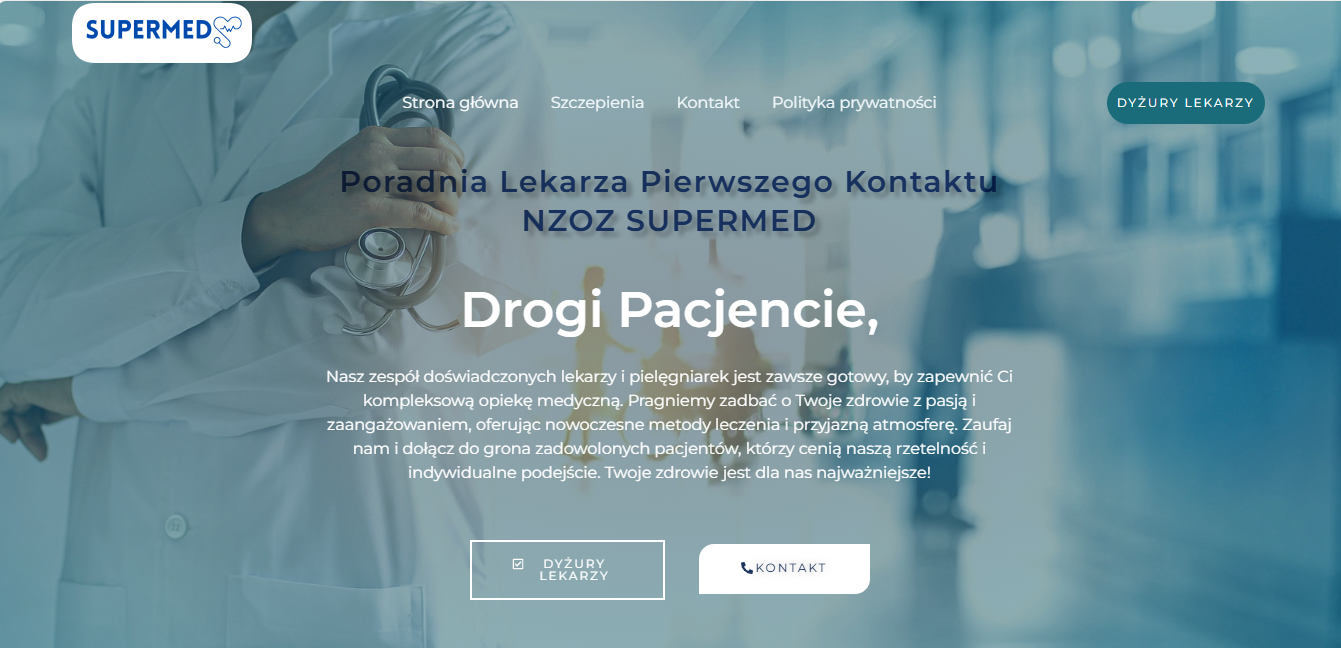 SUPERMED
Strona główna
Szczepienia
Kontakt
Polityka prywatności
DYŻURY LEKARZY
Poradnia Lekarza Pierwszego Kontaktu
NZOZ SUPERMED
Drogi Pacjencie,
Nasz zespół doświadczonych lekarzy i pielęgniarek jest zawsze gotowy, by zapewnić Ci
kompleksową opiekę medyczną. Pragniemy zadbać o Twoje zdrowie z pasją i
zaangażowaniem, oferując nowoczesne metody leczenia i przyjazną atmosferę. Zaufaj
nam i dołącz do grona zadowolonych pacjentów, którzy cenią naszą rzetelność i
indywidualne podejście. Twoje zdrowie jest dla nas najważniejsze!
DYŻURY
LEKARZY
KONTAKT